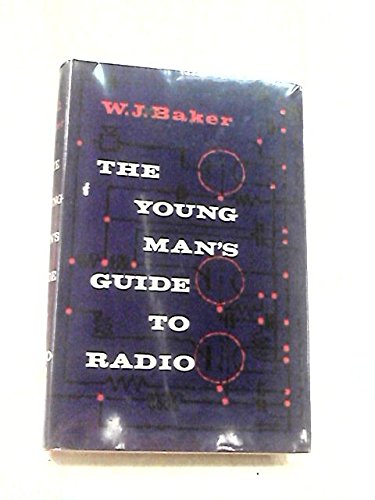 W.J.Baker
THE
YOUNG
MAN'S
GUIDE
TO
RADIO